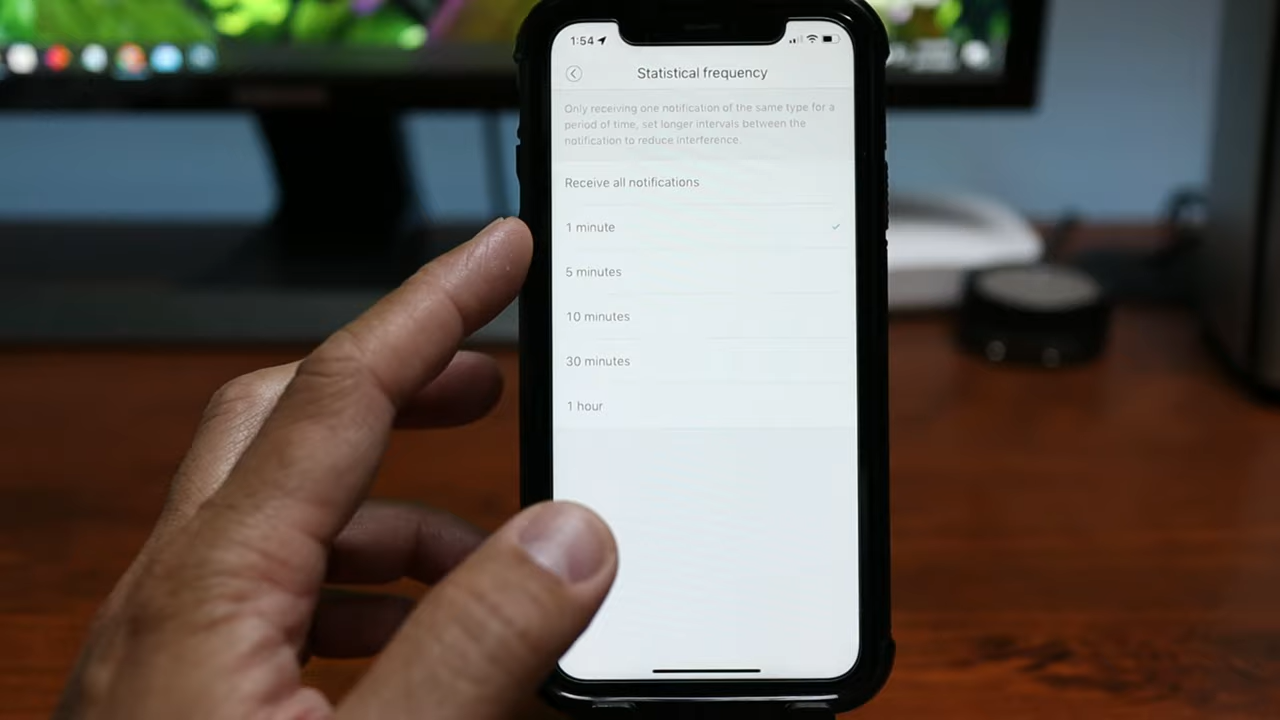 1:54
Statistical frequency
Only receiving one notification of the same type for a
period of time, set longer intervals between the
notification to reduce interference.
Receive all notifications
1 minute
5 minutes
10 minutes
30 minutes
1 hour